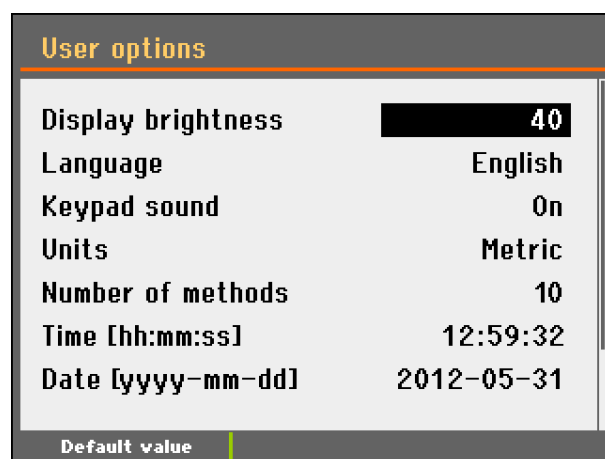 User options
Display brightness 40
Language English
Keypad sound On
Units Metric
Number of methods 10
Time [hh:mm:ss] 12:59:32
Date [yyyy-mm-dd] 2012-05-31
Default value